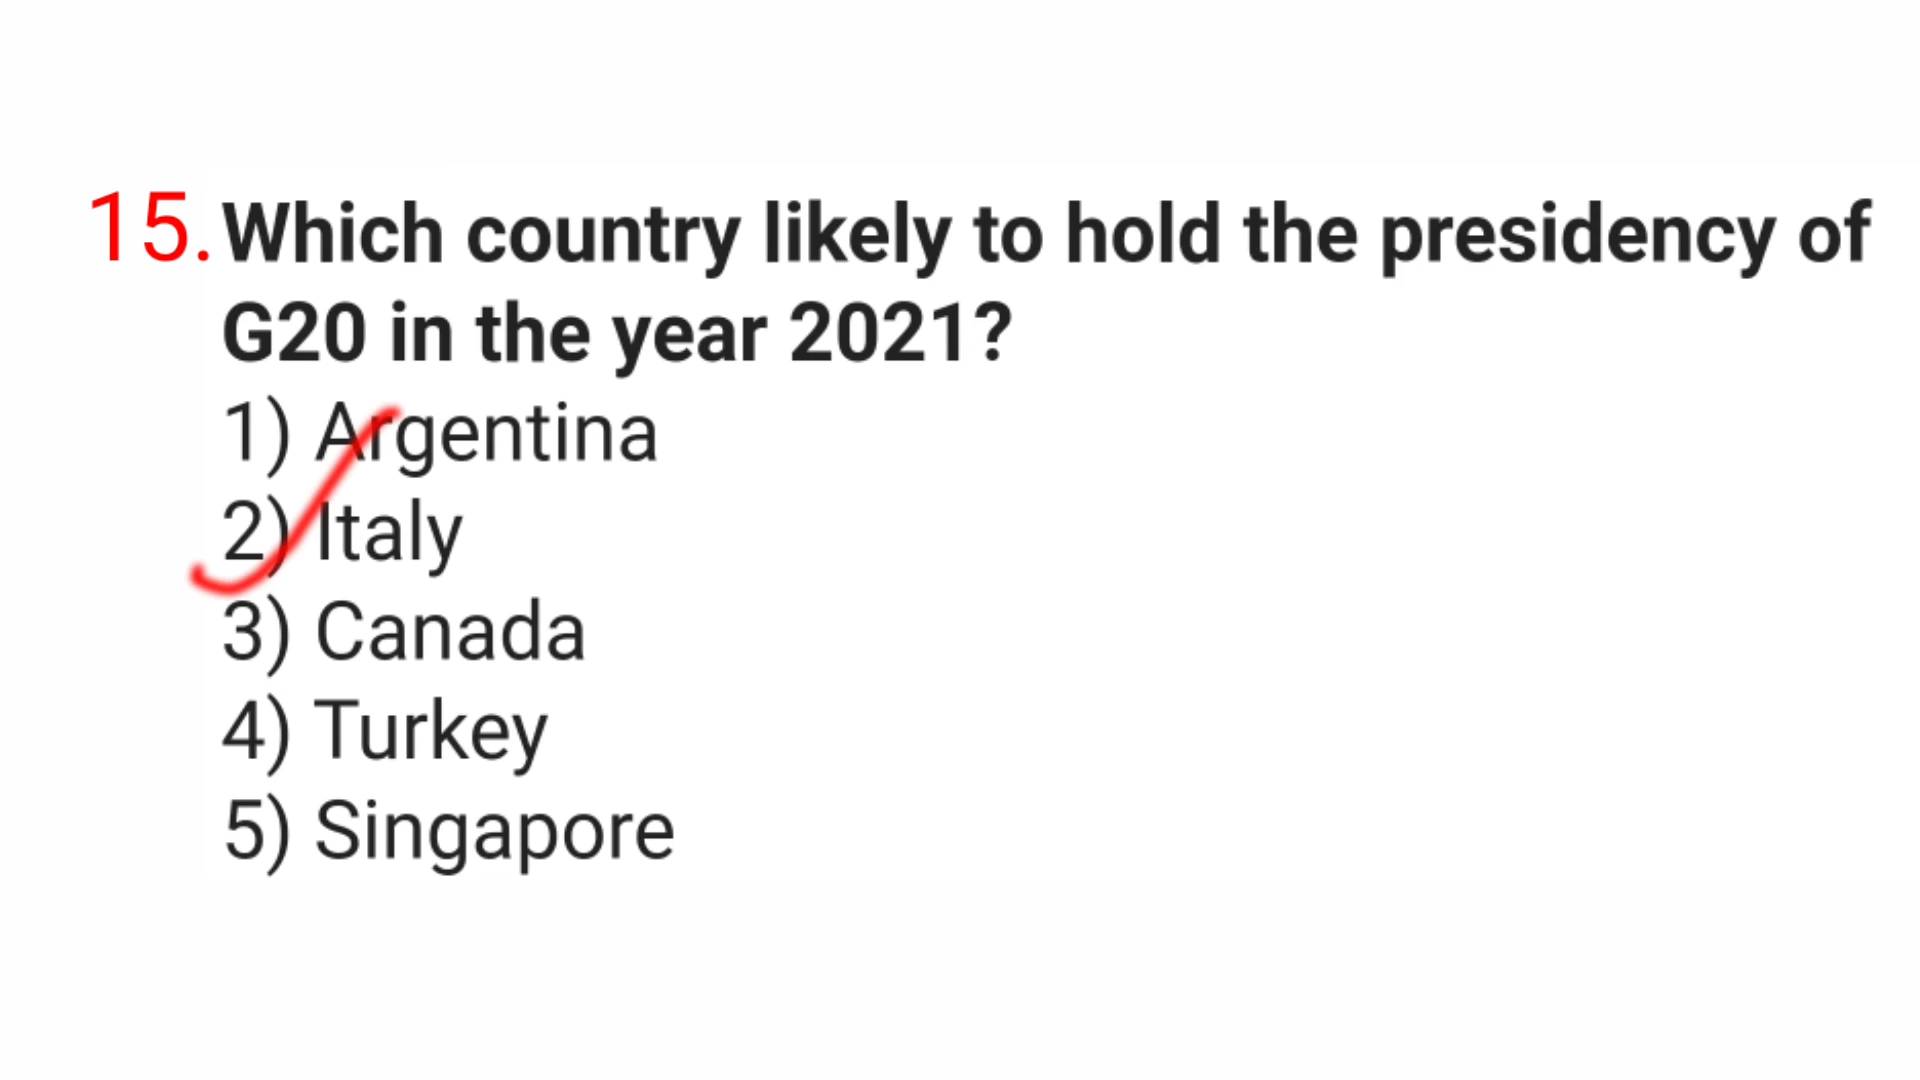 15. Which country likely to hold the presidency of
G20 in the year 2021?
1) Argentina
2) Italy
3) Canada
4) Turkey
5) Singapore